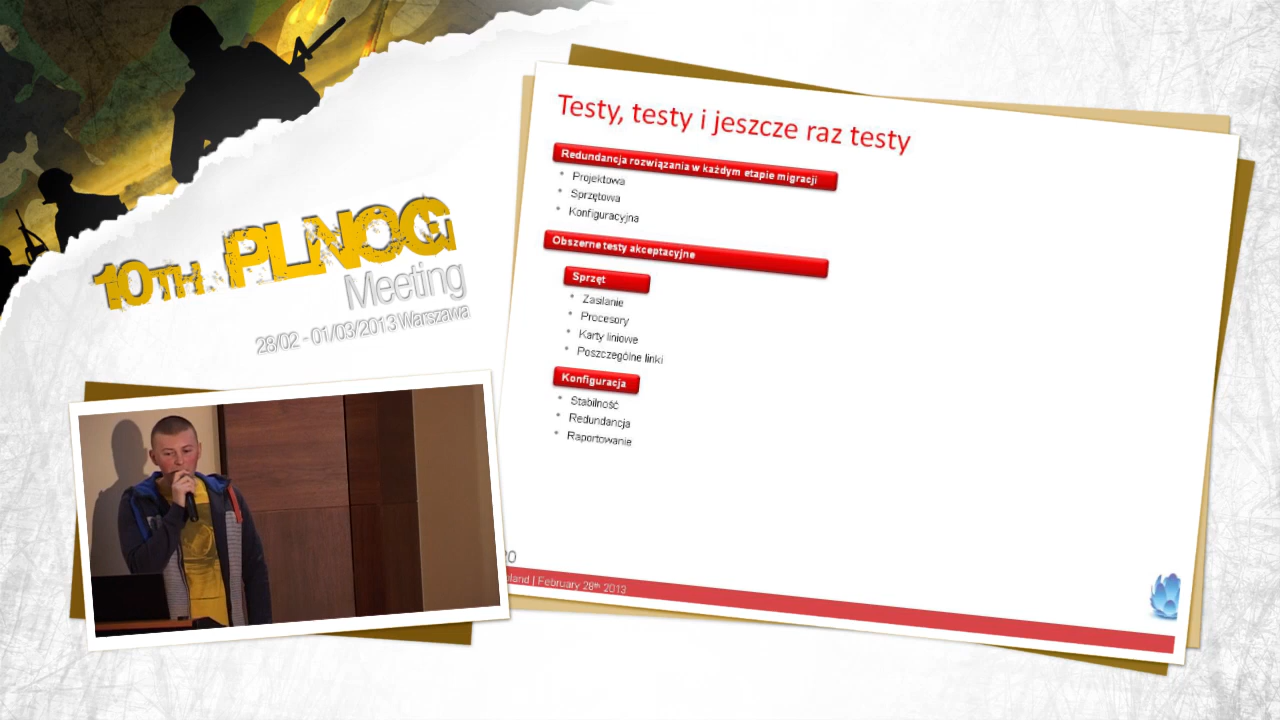 10TH. PLNOG
Meeting
28/02 - 01/03/2013 Warszawa
Testy, testy i jeszcze raz testy
Redundancja rozwiązania w każdym etapie migracji
• Projektowa
• Sprzętowa
• Konfiguracyjna
Obszerne testy akceptacyjne
Sprzęt
• Zasilanie
• Procesory
• Karty liniowe
• Poszczególne linki
Konfiguracja
• Stabilność
• Redundancja
• Raportowanie
| February 28th 2013